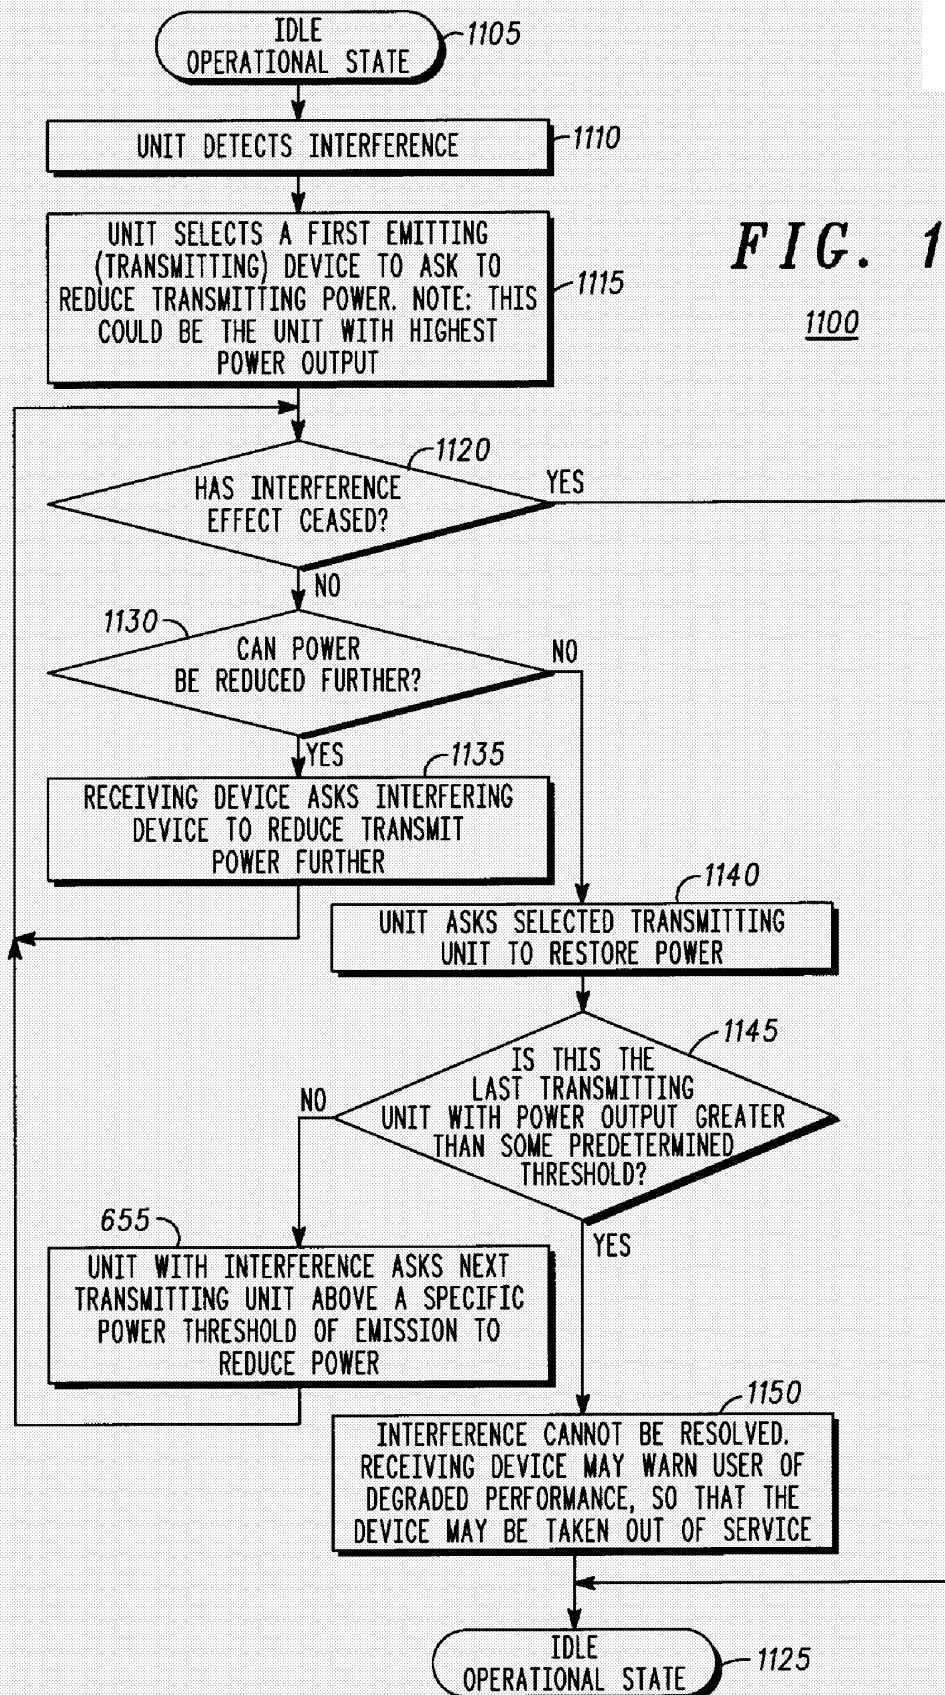 IDLE
OPERATIONAL STATE
1105
UNIT DETECTS INTERFERENCE
1110
UNIT SELECTS A FIRST EMITTING
(TRANSMITTING) DEVICE TO ASK TO
REDUCE TRANSMITTING POWER. NOTE: THIS
COULD BE THE UNIT WITH HIGHEST
POWER OUTPUT
1115
FIG. 1
1100
1120
HAS INTERFERENCE
EFFECT CEASED?
YES
NO
1130
CAN POWER
BE REDUCED FURTHER?
NO
YES
1135
RECEIVING DEVICE ASKS INTERFERING
DEVICE TO REDUCE TRANSMIT
POWER FURTHER
1140
UNIT ASKS SELECTED TRANSMITTING
UNIT TO RESTORE POWER
1145
IS THIS THE
LAST TRANSMITTING
UNIT WITH POWER OUTPUT GREATER
THAN SOME PREDETERMINED
THRESHOLD?
NO
YES
655
UNIT WITH INTERFERENCE ASKS NEXT
TRANSMITTING UNIT ABOVE A SPECIFIC
POWER THRESHOLD OF EMISSION TO
REDUCE POWER
1150
INTERFERENCE CANNOT BE RESOLVED.
RECEIVING DEVICE MAY WARN USER OF
DEGRADED PERFORMANCE, SO THAT THE
DEVICE MAY BE TAKEN OUT OF SERVICE
IDLE
OPERATIONAL STATE
1125